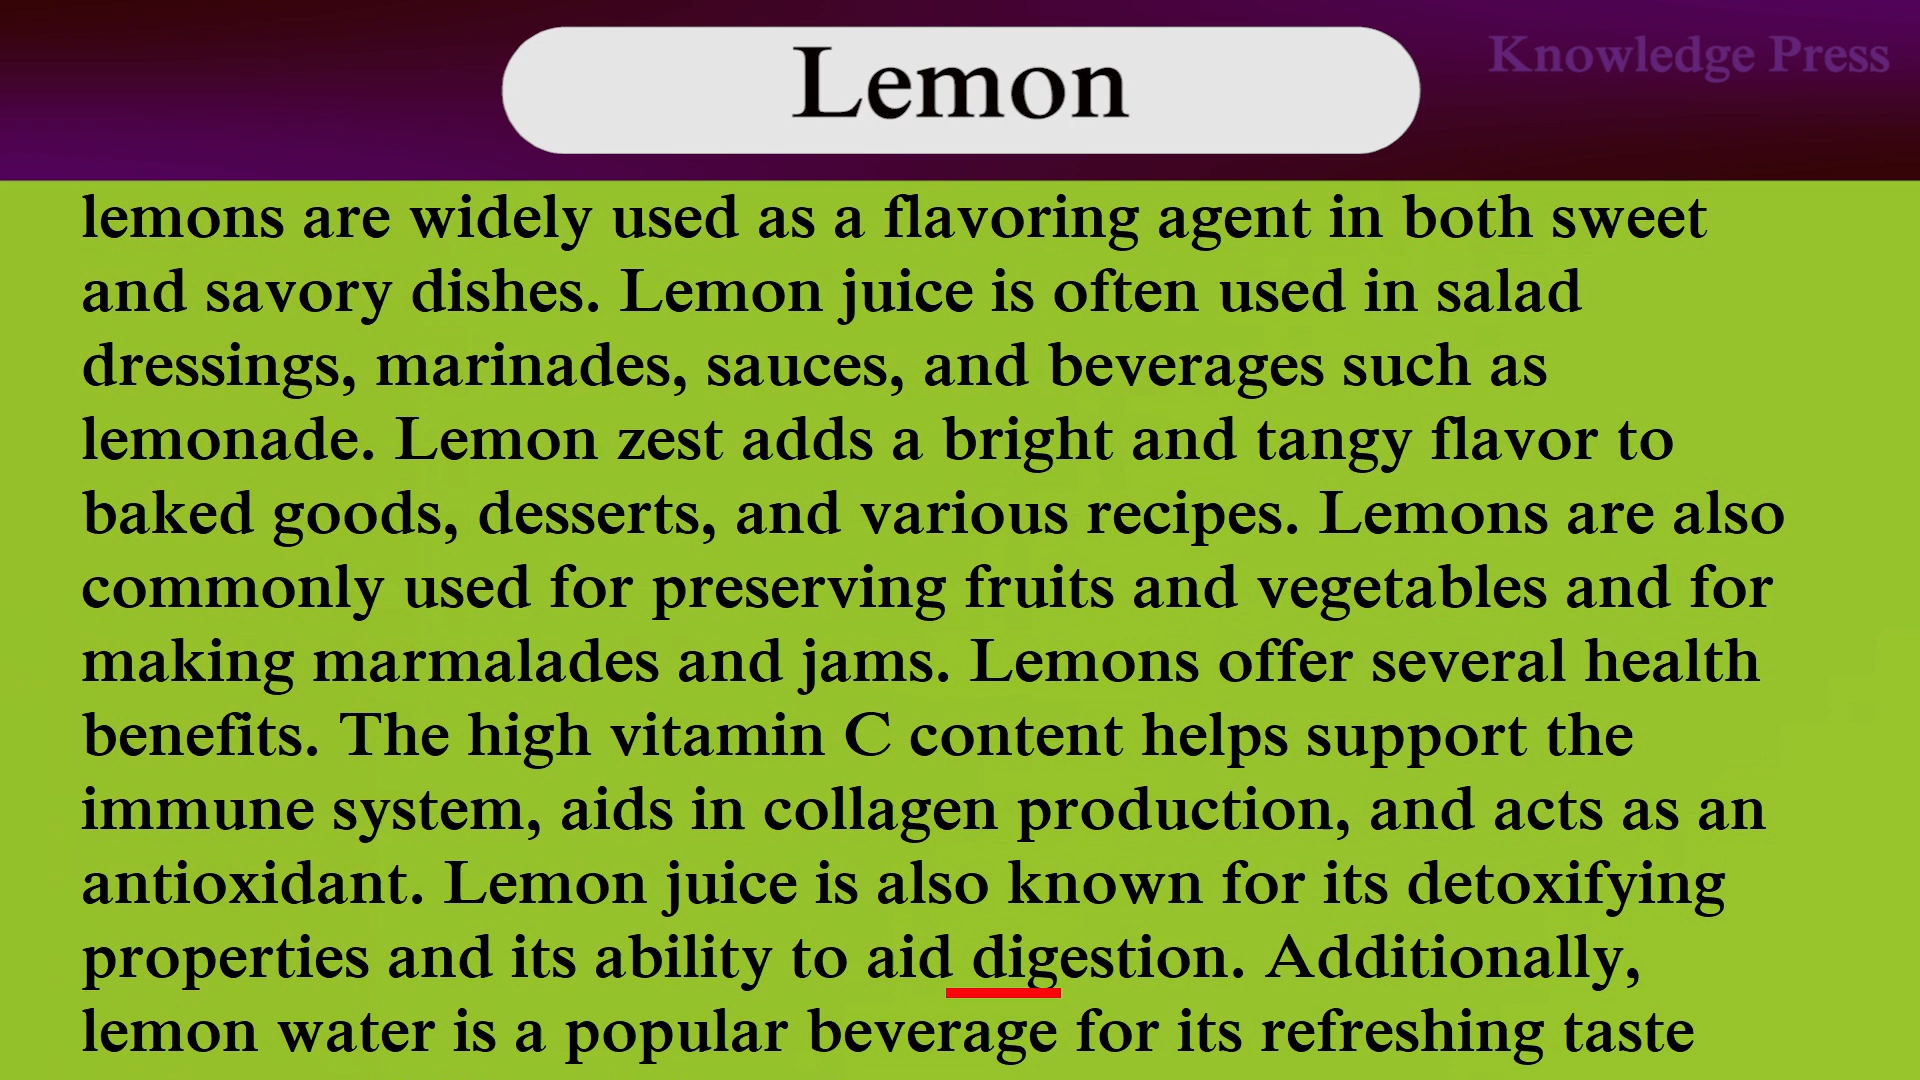 Lemon
Knowledge Press
lemons are widely used as a flavoring agent in both sweet
and savory dishes. Lemon juice is often used in salad
dressings, marinades, sauces, and beverages such as
lemonade. Lemon zest adds a bright and tangy flavor to
baked goods, desserts, and various recipes. Lemons are also
commonly used for preserving fruits and vegetables and for
making marmalades and jams. Lemons offer several health
benefits. The high vitamin C content helps support the
immune system, aids in collagen production, and acts as an
antioxidant. Lemon juice is also known for its detoxifying
properties and its ability to aid digestion. Additionally,
lemon water is a popular beverage for its refreshing taste